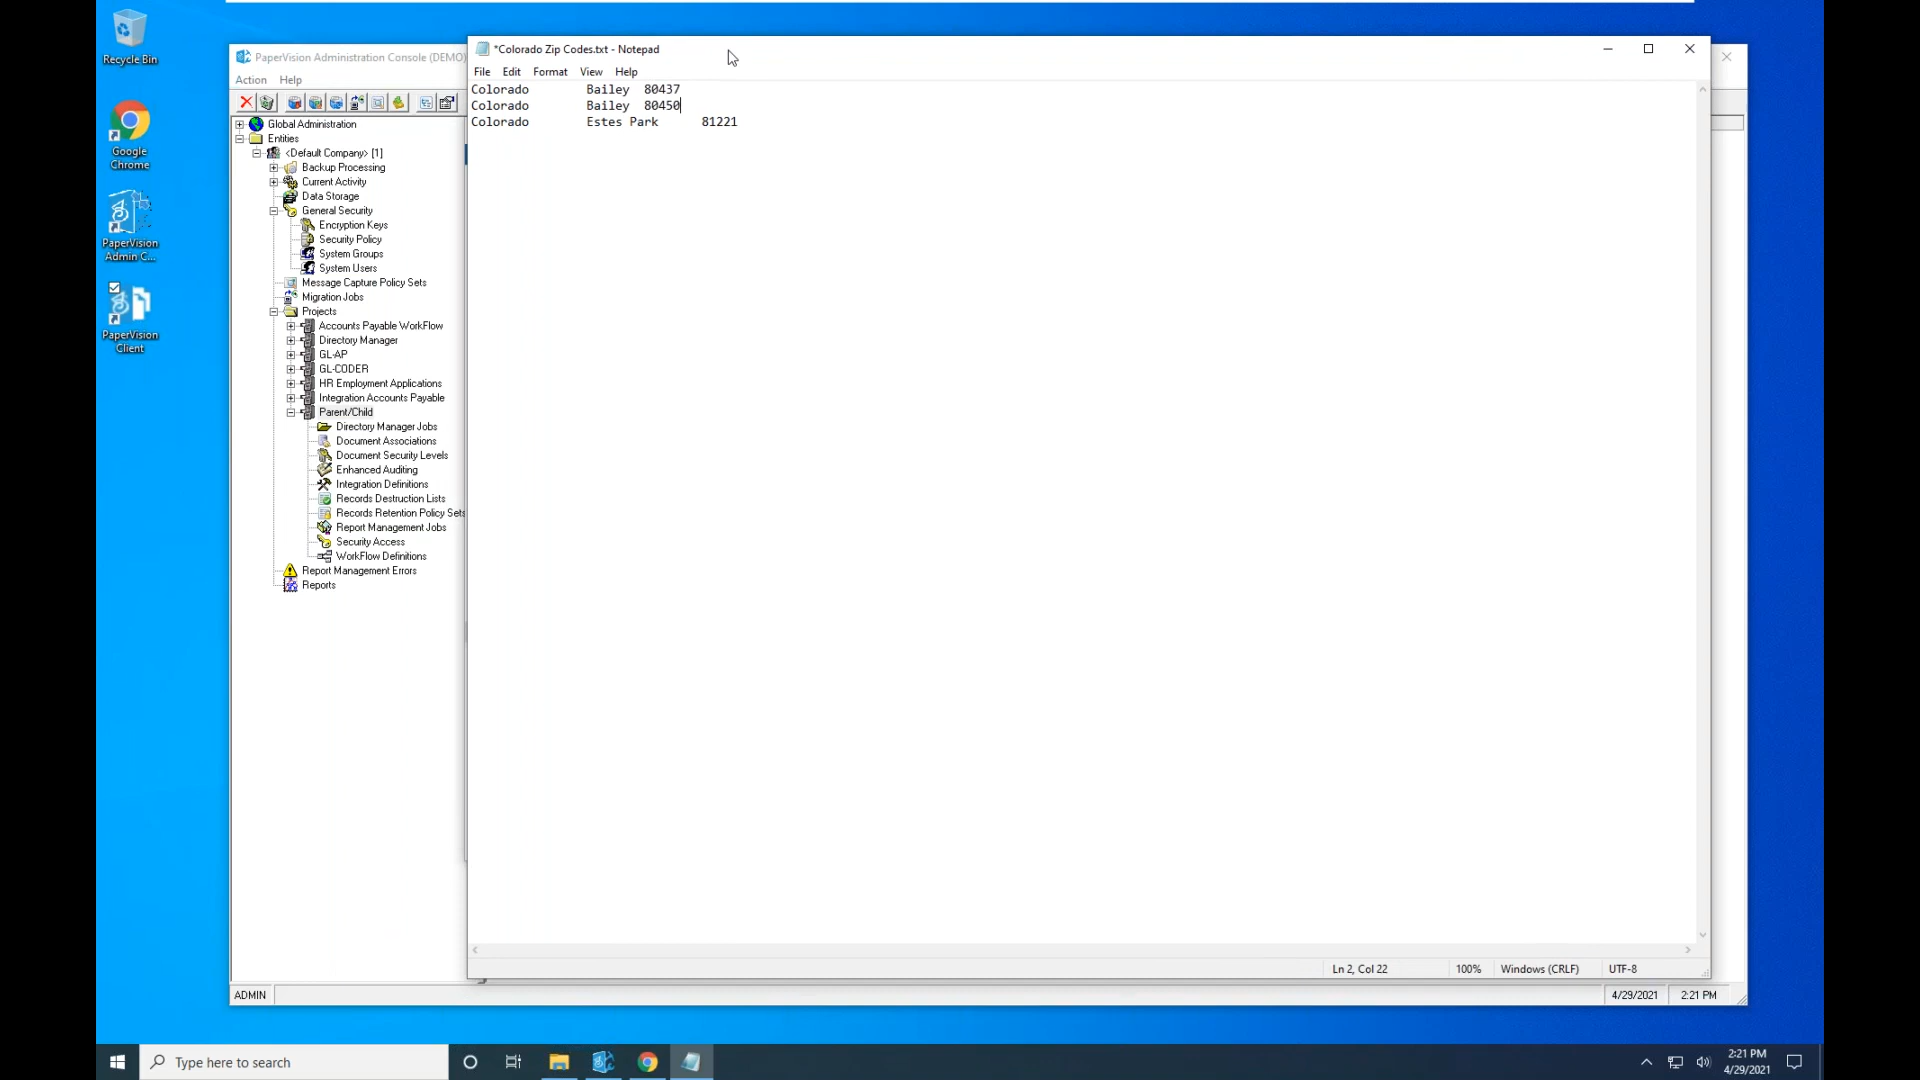 Recycle Bin
Google
Chrome
PaperVision
Admin C...
PaperVision
Client
PaperVision Administration Console (DEMO)
Action Help
Global Administration
Entities
<Default Company> [1]
Backup Processing
Current Activity
Data Storage
General Security
Encryption Keys
Security Policy
System Groups
System Users
Message Capture Policy Sets
Migration Jobs
Projects
Accounts Payable WorkFlow
Directory Manager
GL-AP
GL-CODER
HR Employment Applications
Integration Accounts Payable
Parent/Child
Directory Manager Jobs
Document Associations
Document Security Levels
Enhanced Auditing
Integration Definitions
Records Destruction Lists
Records Retention Policy Sets
Report Management Jobs
Security Access
WorkFlow Definitions
Report Management Errors
Reports
ADMIN
4/29/2021 2:21 PM
*Colorado Zip Codes.txt - Notepad
File Edit Format View Help
Colorado Bailey 80437
Colorado Bailey 80450
Colorado Estes Park 81221
Ln 2, Col 22 100% Windows (CRLF) UTF-8
Type here to search
2:21 PM
4/29/2021